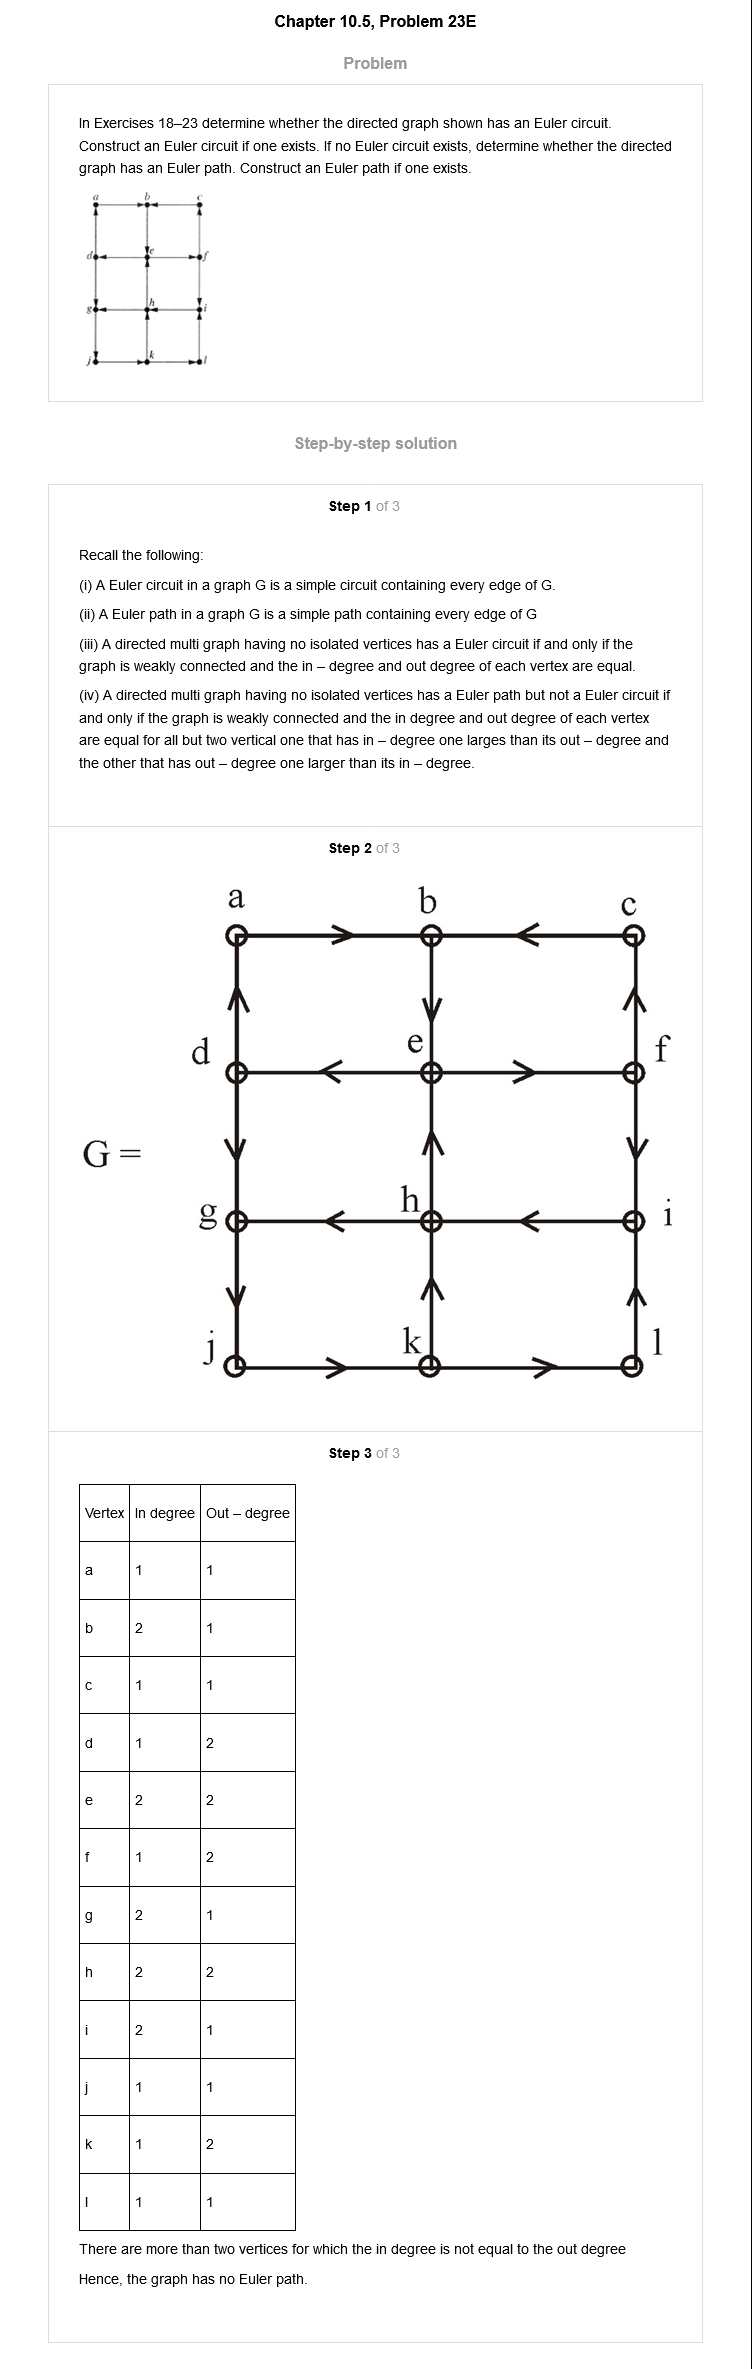 Chapter 10.5, Problem 23E
Problem
In Exercises 18–23 determine whether the directed graph shown has an Euler circuit.
Construct an Euler circuit if one exists. If no Euler circuit exists, determine whether the directed
graph has an Euler path. Construct an Euler path if one exists.
a b c
d e f
g h i
j k l
Step-by-step solution
Step 1 of 3
Recall the following:
(i) A Euler circuit in a graph G is a simple circuit containing every edge of G.
(ii) A Euler path in a graph G is a simple path containing every edge of G
(iii) A directed multi graph having no isolated vertices has a Euler circuit if and only if the
graph is weakly connected and the in – degree and out degree of each vertex are equal.
(iv) A directed multi graph having no isolated vertices has a Euler path but not a Euler circuit if
and only if the graph is weakly connected and the in degree and out degree of each vertex
are equal for all but two vertical one that has in – degree one larges than its out – degree and
the other that has out – degree one larger than its in – degree.
Step 2 of 3
a b c
d e f
G =
g h i
j k l
Step 3 of 3
Vertex In degree Out – degree
a 1 1
b 2 1
c 1 1
d 1 2
e 2 2
f 1 2
g 2 1
h 2 2
i 2 1
j 1 1
k 1 2
l 1 1
There are more than two vertices for which the in degree is not equal to the out degree
Hence, the graph has no Euler path.